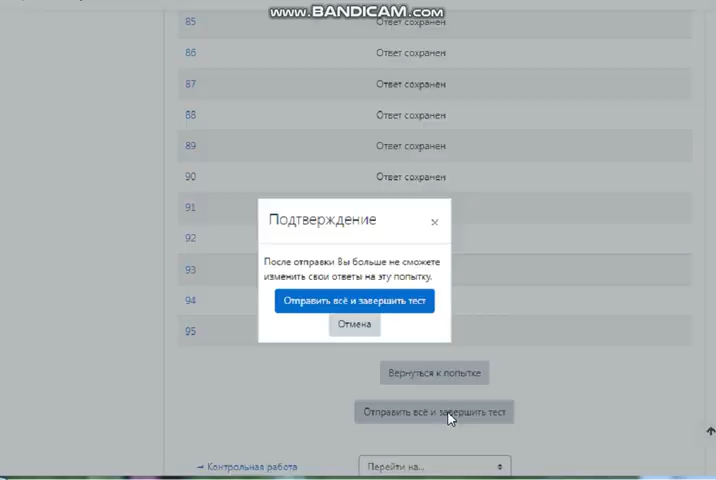 www.BANDICAM.com
85 Ответ сохранен
86 Ответ сохранен
87 Ответ сохранен
88 Ответ сохранен
89 Ответ сохранен
90 Ответ сохранен
91
92
93
94
95
Подтверждение ×
После отправки Вы больше не сможете
изменить свои ответы на эту попытку.
Отправить всё и завершить тест
Отмена
Вернуться к попытке
Отправить всё и завершить тест
→ Контрольная работа
Перейти на...